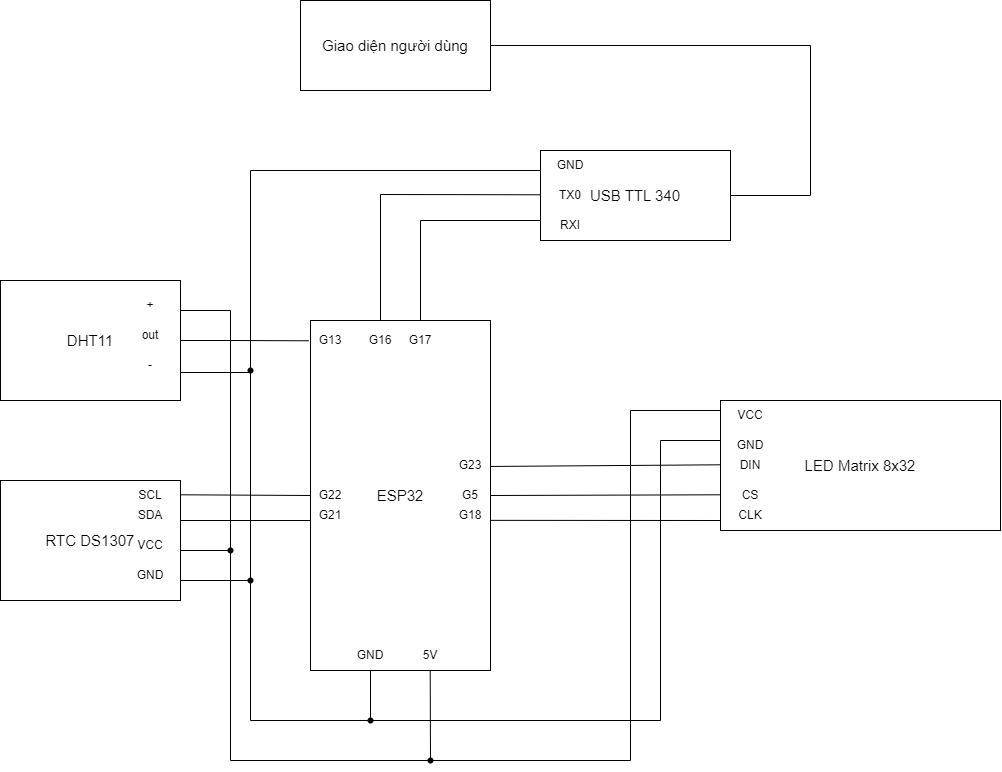 Giao diện người dùng
GND
TX0
USB TTL 340
RXI
+
out
DHT11
-
G13
G16
G17
VCC
GND
G23
DIN
LED Matrix 8x32
SCL
G22
ESP32
G5
CS
SDA
G21
G18
CLK
RTC DS1307
VCC
GND
GND
5V